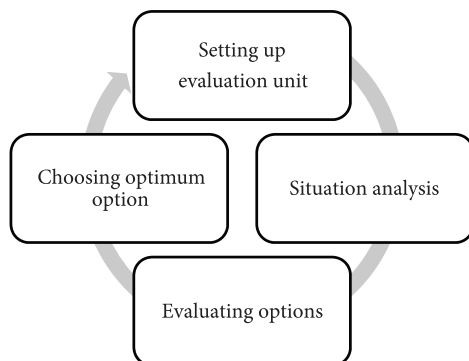 Setting up
evaluation unit
Situation analysis
Evaluating options
Choosing optimum
option